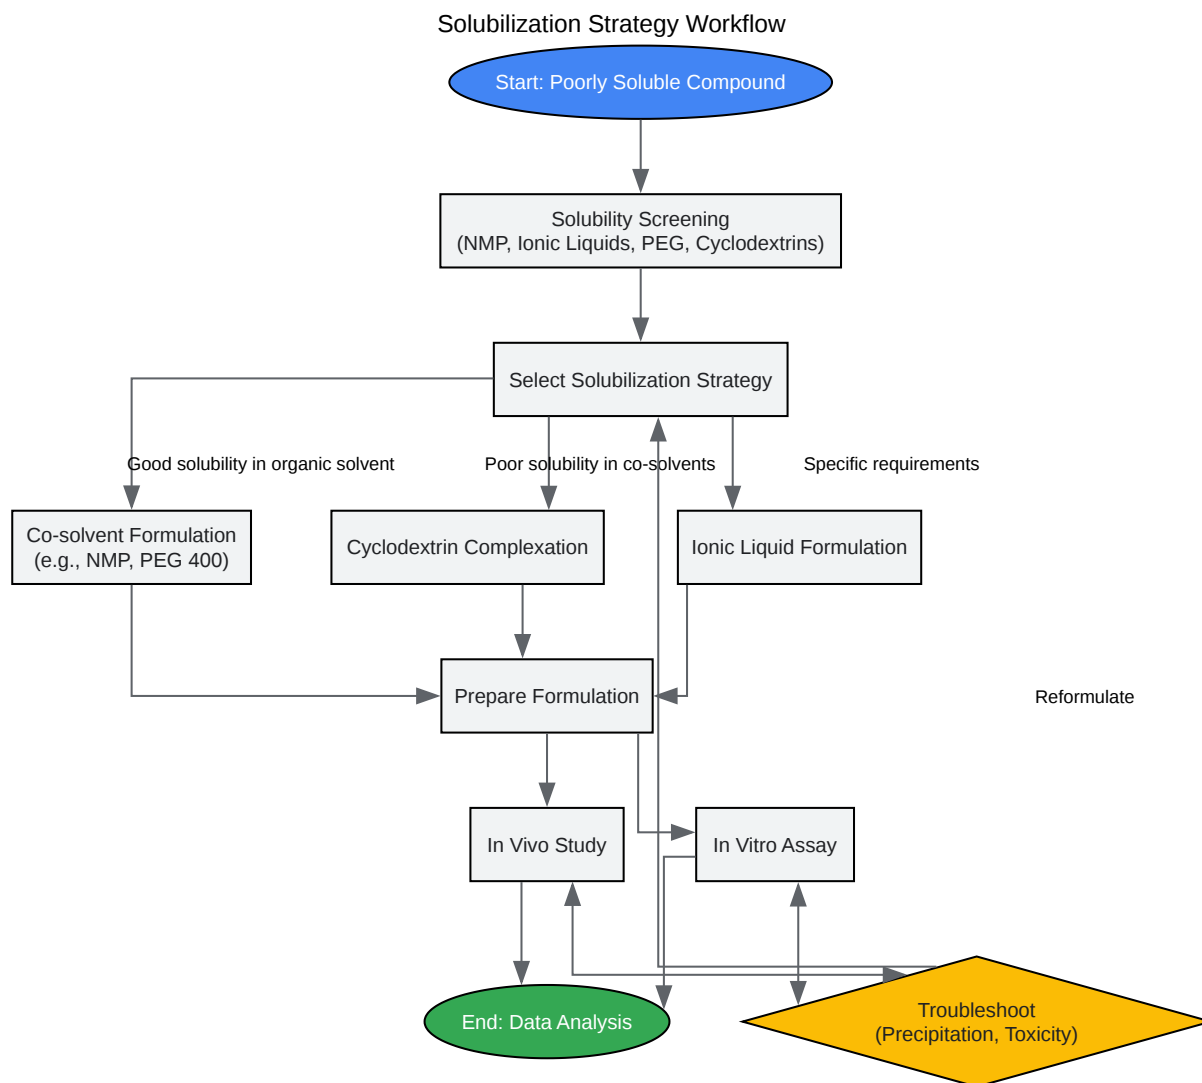 Solubilization Strategy Workflow
Start: Poorly Soluble Compound
Solubility Screening
(NMP, Ionic Liquids, PEG, Cyclodextrins)
Select Solubilization Strategy
Good solubility in organic solvent
Poor solubility in co-solvents
Specific requirements
Co-solvent Formulation
(e.g., NMP, PEG 400)
Cyclodextrin Complexation
Ionic Liquid Formulation
Prepare Formulation
Reformulate
In Vivo Study
In Vitro Assay
End: Data Analysis
Troubleshoot
(Precipitation, Toxicity)